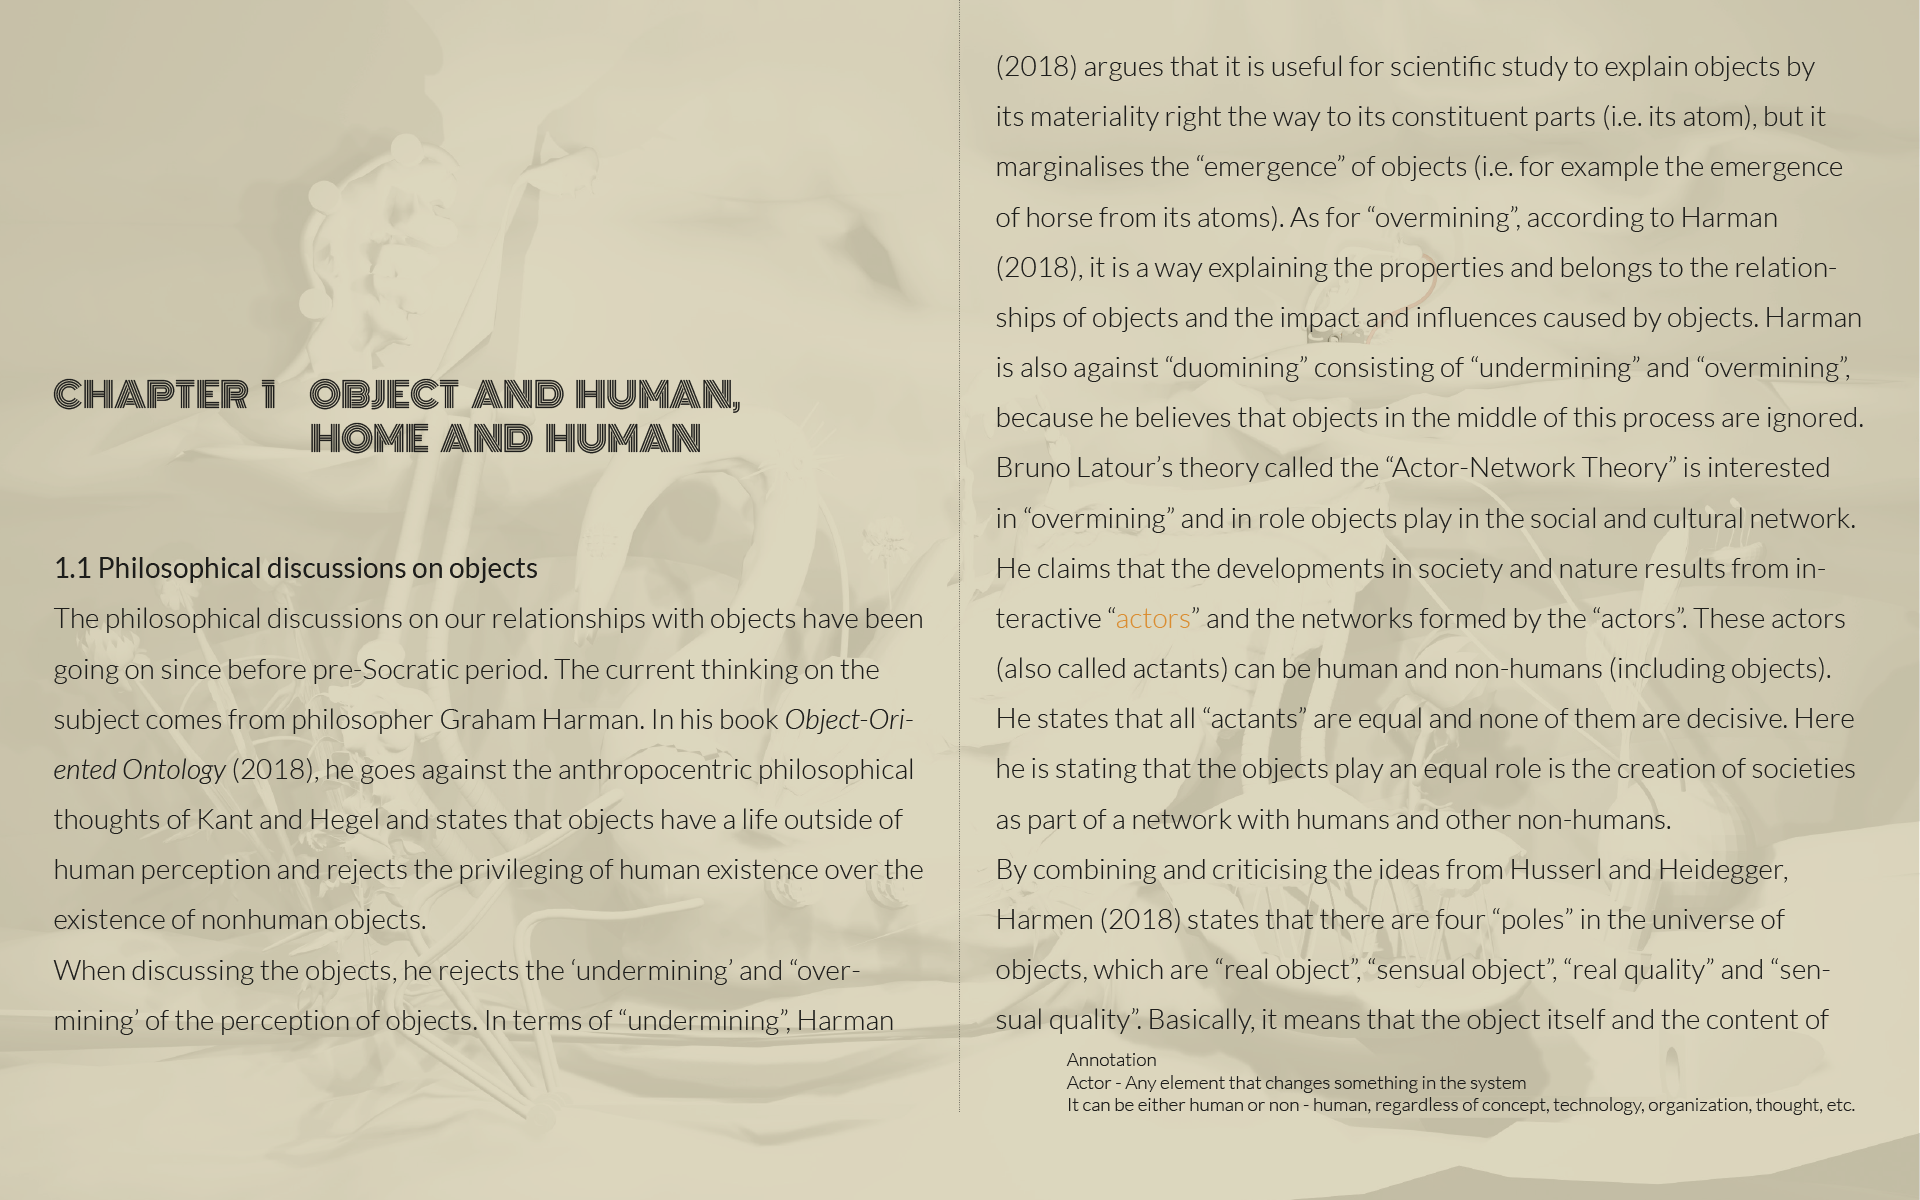 CHAPTER 1 OBJECT AND HUMAN,
HOME AND HUMAN
1.1 Philosophical discussions on objects
The philosophical discussions on our relationships with objects have been
going on since before pre-Socratic period. The current thinking on the
subject comes from philosopher Graham Harman. In his book Object-Ori-
ented Ontology (2018), he goes against the anthropocentric philosophical
thoughts of Kant and Hegel and states that objects have a life outside of
human perception and rejects the privileging of human existence over the
existence of nonhuman objects.
When discussing the objects, he rejects the ‘undermining’ and “over-
mining’ of the perception of objects. In terms of “undermining”, Harman
(2018) argues that it is useful for scientific study to explain objects by
its materiality right the way to its constituent parts (i.e. its atom), but it
marginalises the “emergence” of objects (i.e. for example the emergence
of horse from its atoms). As for “overmining”, according to Harman
(2018), it is a way explaining the properties and belongs to the relation-
ships of objects and the impact and influences caused by objects. Harman
is also against “duomining” consisting of “undermining” and “overmining”,
because he believes that objects in the middle of this process are ignored.
Bruno Latour’s theory called the “Actor-Network Theory” is interested
in “overmining” and in role objects play in the social and cultural network.
He claims that the developments in society and nature results from in-
teractive “actors” and the networks formed by the “actors”. These actors
(also called actants) can be human and non-humans (including objects).
He states that all “actants” are equal and none of them are decisive. Here
he is stating that the objects play an equal role is the creation of societies
as part of a network with humans and other non-humans.
By combining and criticising the ideas from Husserl and Heidegger,
Harmen (2018) states that there are four “poles” in the universe of
objects, which are “real object”, “sensual object”, “real quality” and “sen-
sual quality”. Basically, it means that the object itself and the content of
Annotation
Actor - Any element that changes something in the system
It can be either human or non - human, regardless of concept, technology, organization, thought, etc.